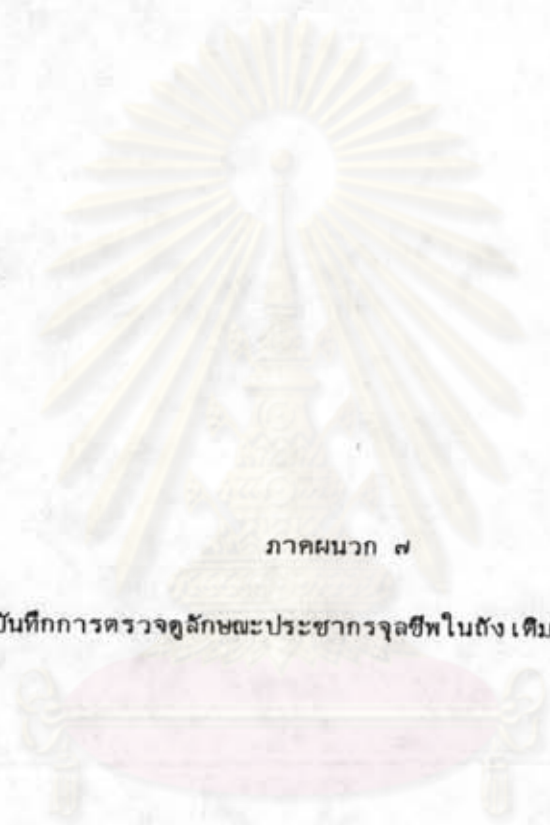 ภาคผนวก ๗
บันทึกการตรวจดูลักษณะประชากรจุลชีพในถังเติม